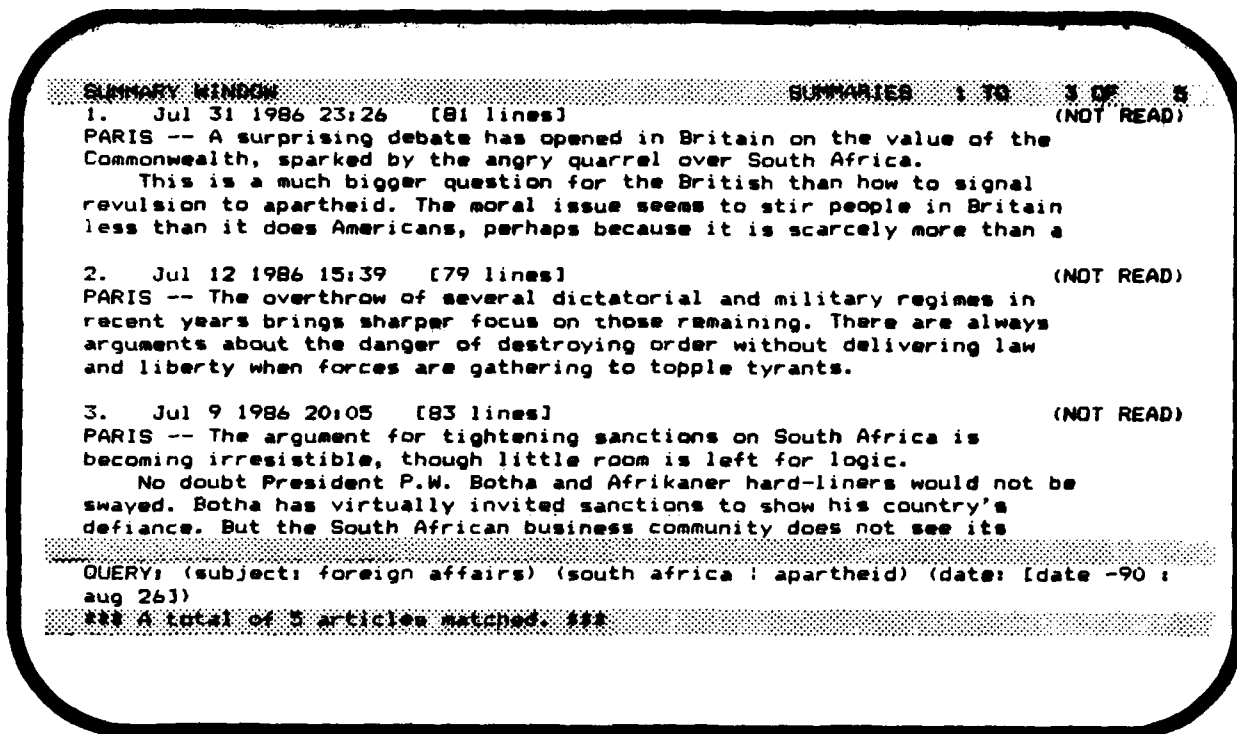 SUMMARY WINDOW SUMMARIES 1 TO 3 OF 5
1. Jul 31 1986 23:26 [81 lines] (NOT READ)
PARIS -- A surprising debate has opened in Britain on the value of the
Commonwealth, sparked by the angry quarrel over South Africa.
This is a much bigger question for the British than how to signal
revulsion to apartheid. The moral issue seems to stir people in Britain
less than it does Americans, perhaps because it is scarcely more than a
2. Jul 12 1986 15:39 [79 lines] (NOT READ)
PARIS -- The overthrow of several dictatorial and military regimes in
recent years brings sharper focus on those remaining. There are always
arguments about the danger of destroying order without delivering law
and liberty when forces are gathering to topple tyrants.
3. Jul 9 1986 20:05 [83 lines] (NOT READ)
PARIS -- The argument for tightening sanctions on South Africa is
becoming irresistible, though little room is left for logic.
No doubt President P.W. Botha and Afrikaner hard-liners would not be
swayed. Botha has virtually invited sanctions to show his country's
defiance. But the South African business community does not see its
QUERY: (subject: foreign affairs) (south africa | apartheid) (date: [date -90 :
aug 26])
*** A total of 5 articles matched. ***